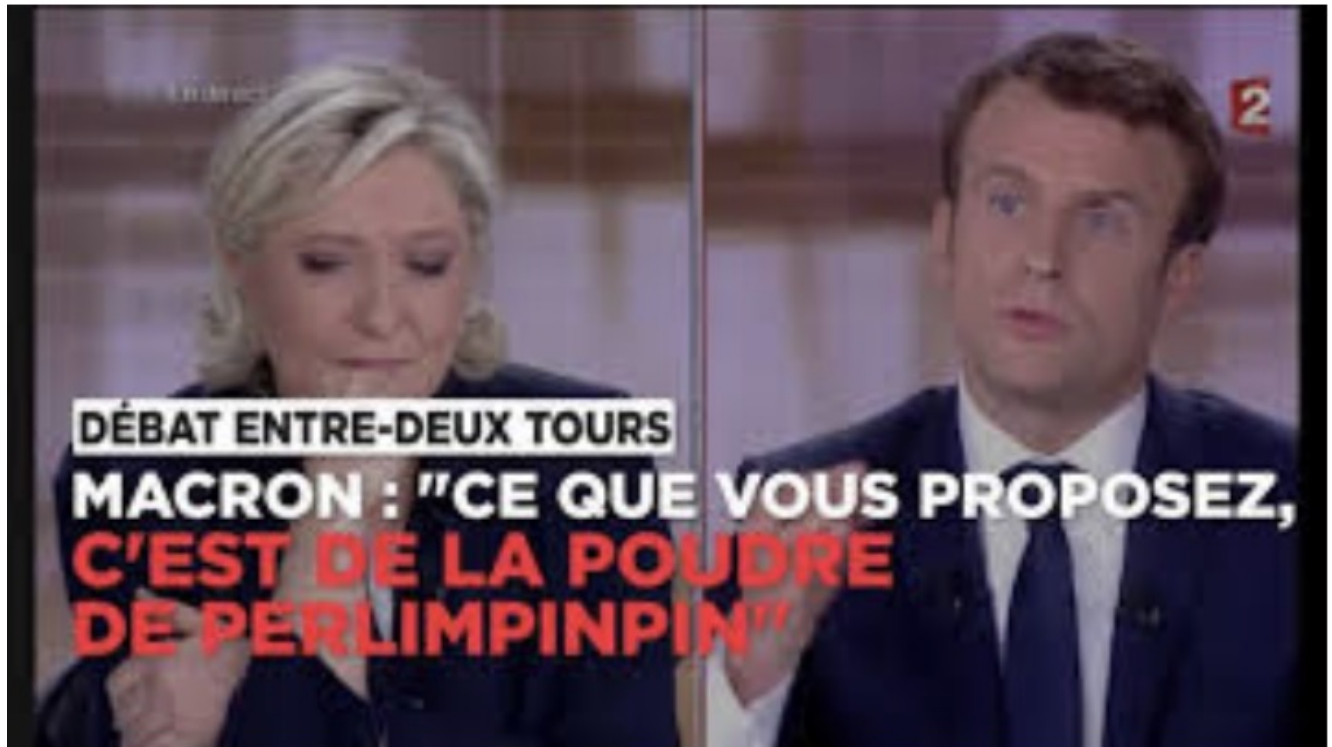 2
DÉBAT ENTRE-DEUX TOURS
MACRON : "CE QUE VOUS PROPOSEZ,
C'EST DE LA POUDRE
DE PERLIMPINPIN"